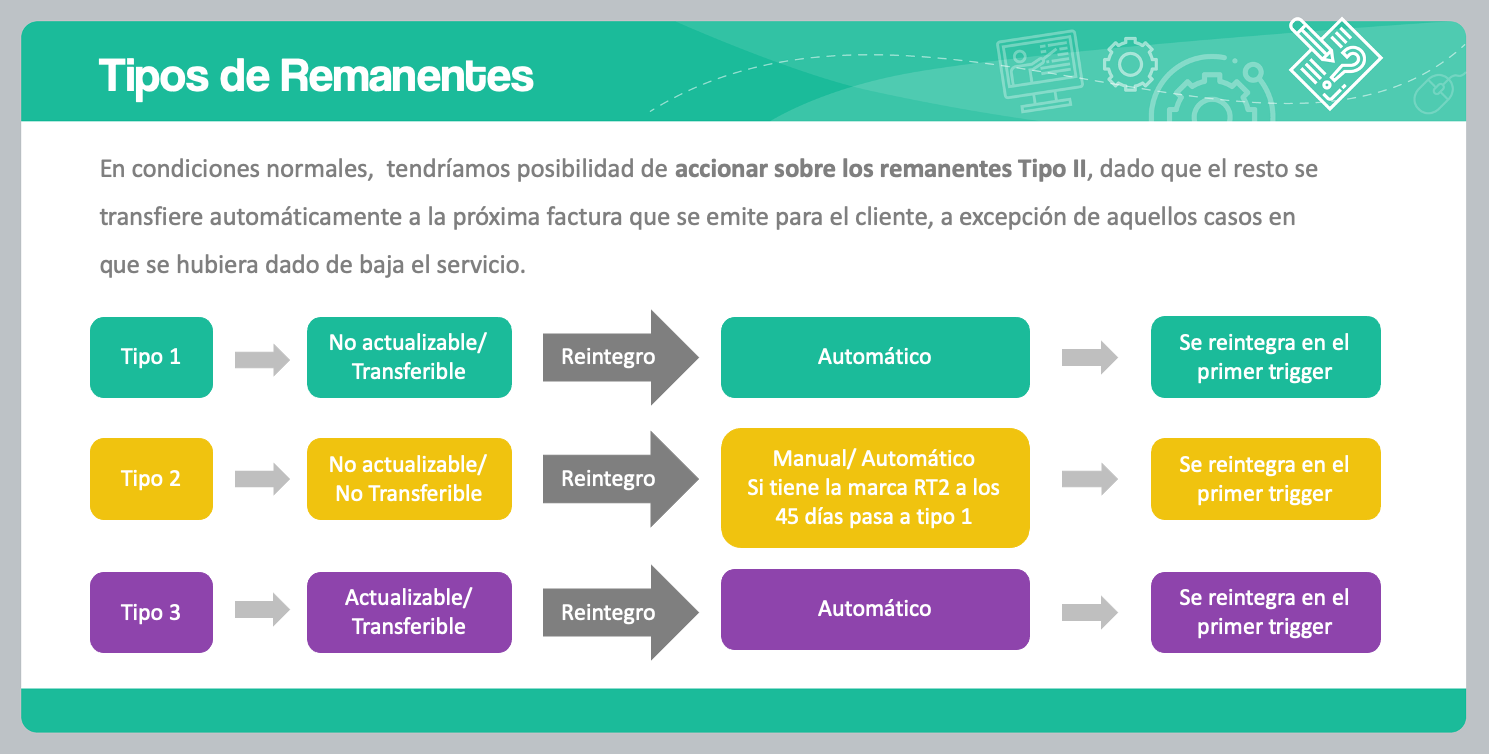 Tipos de Remanentes
En condiciones normales,  tendríamos posibilidad de accionar sobre los remanentes Tipo II, dado que el resto se
transfiere automáticamente a la próxima factura que se emite para el cliente, a excepción de aquellos casos en
que se hubiera dado de baja el servicio.
Tipo 1
No actualizable/
Transferible
Reintegro
Automático
Se reintegra en el
primer trigger
Tipo 2
No actualizable/
No Transferible
Reintegro
Manual/ Automático
Si tiene la marca RT2 a los
45 días pasa a tipo 1
Se reintegra en el
primer trigger
Tipo 3
Actualizable/
Transferible
Reintegro
Automático
Se reintegra en el
primer trigger